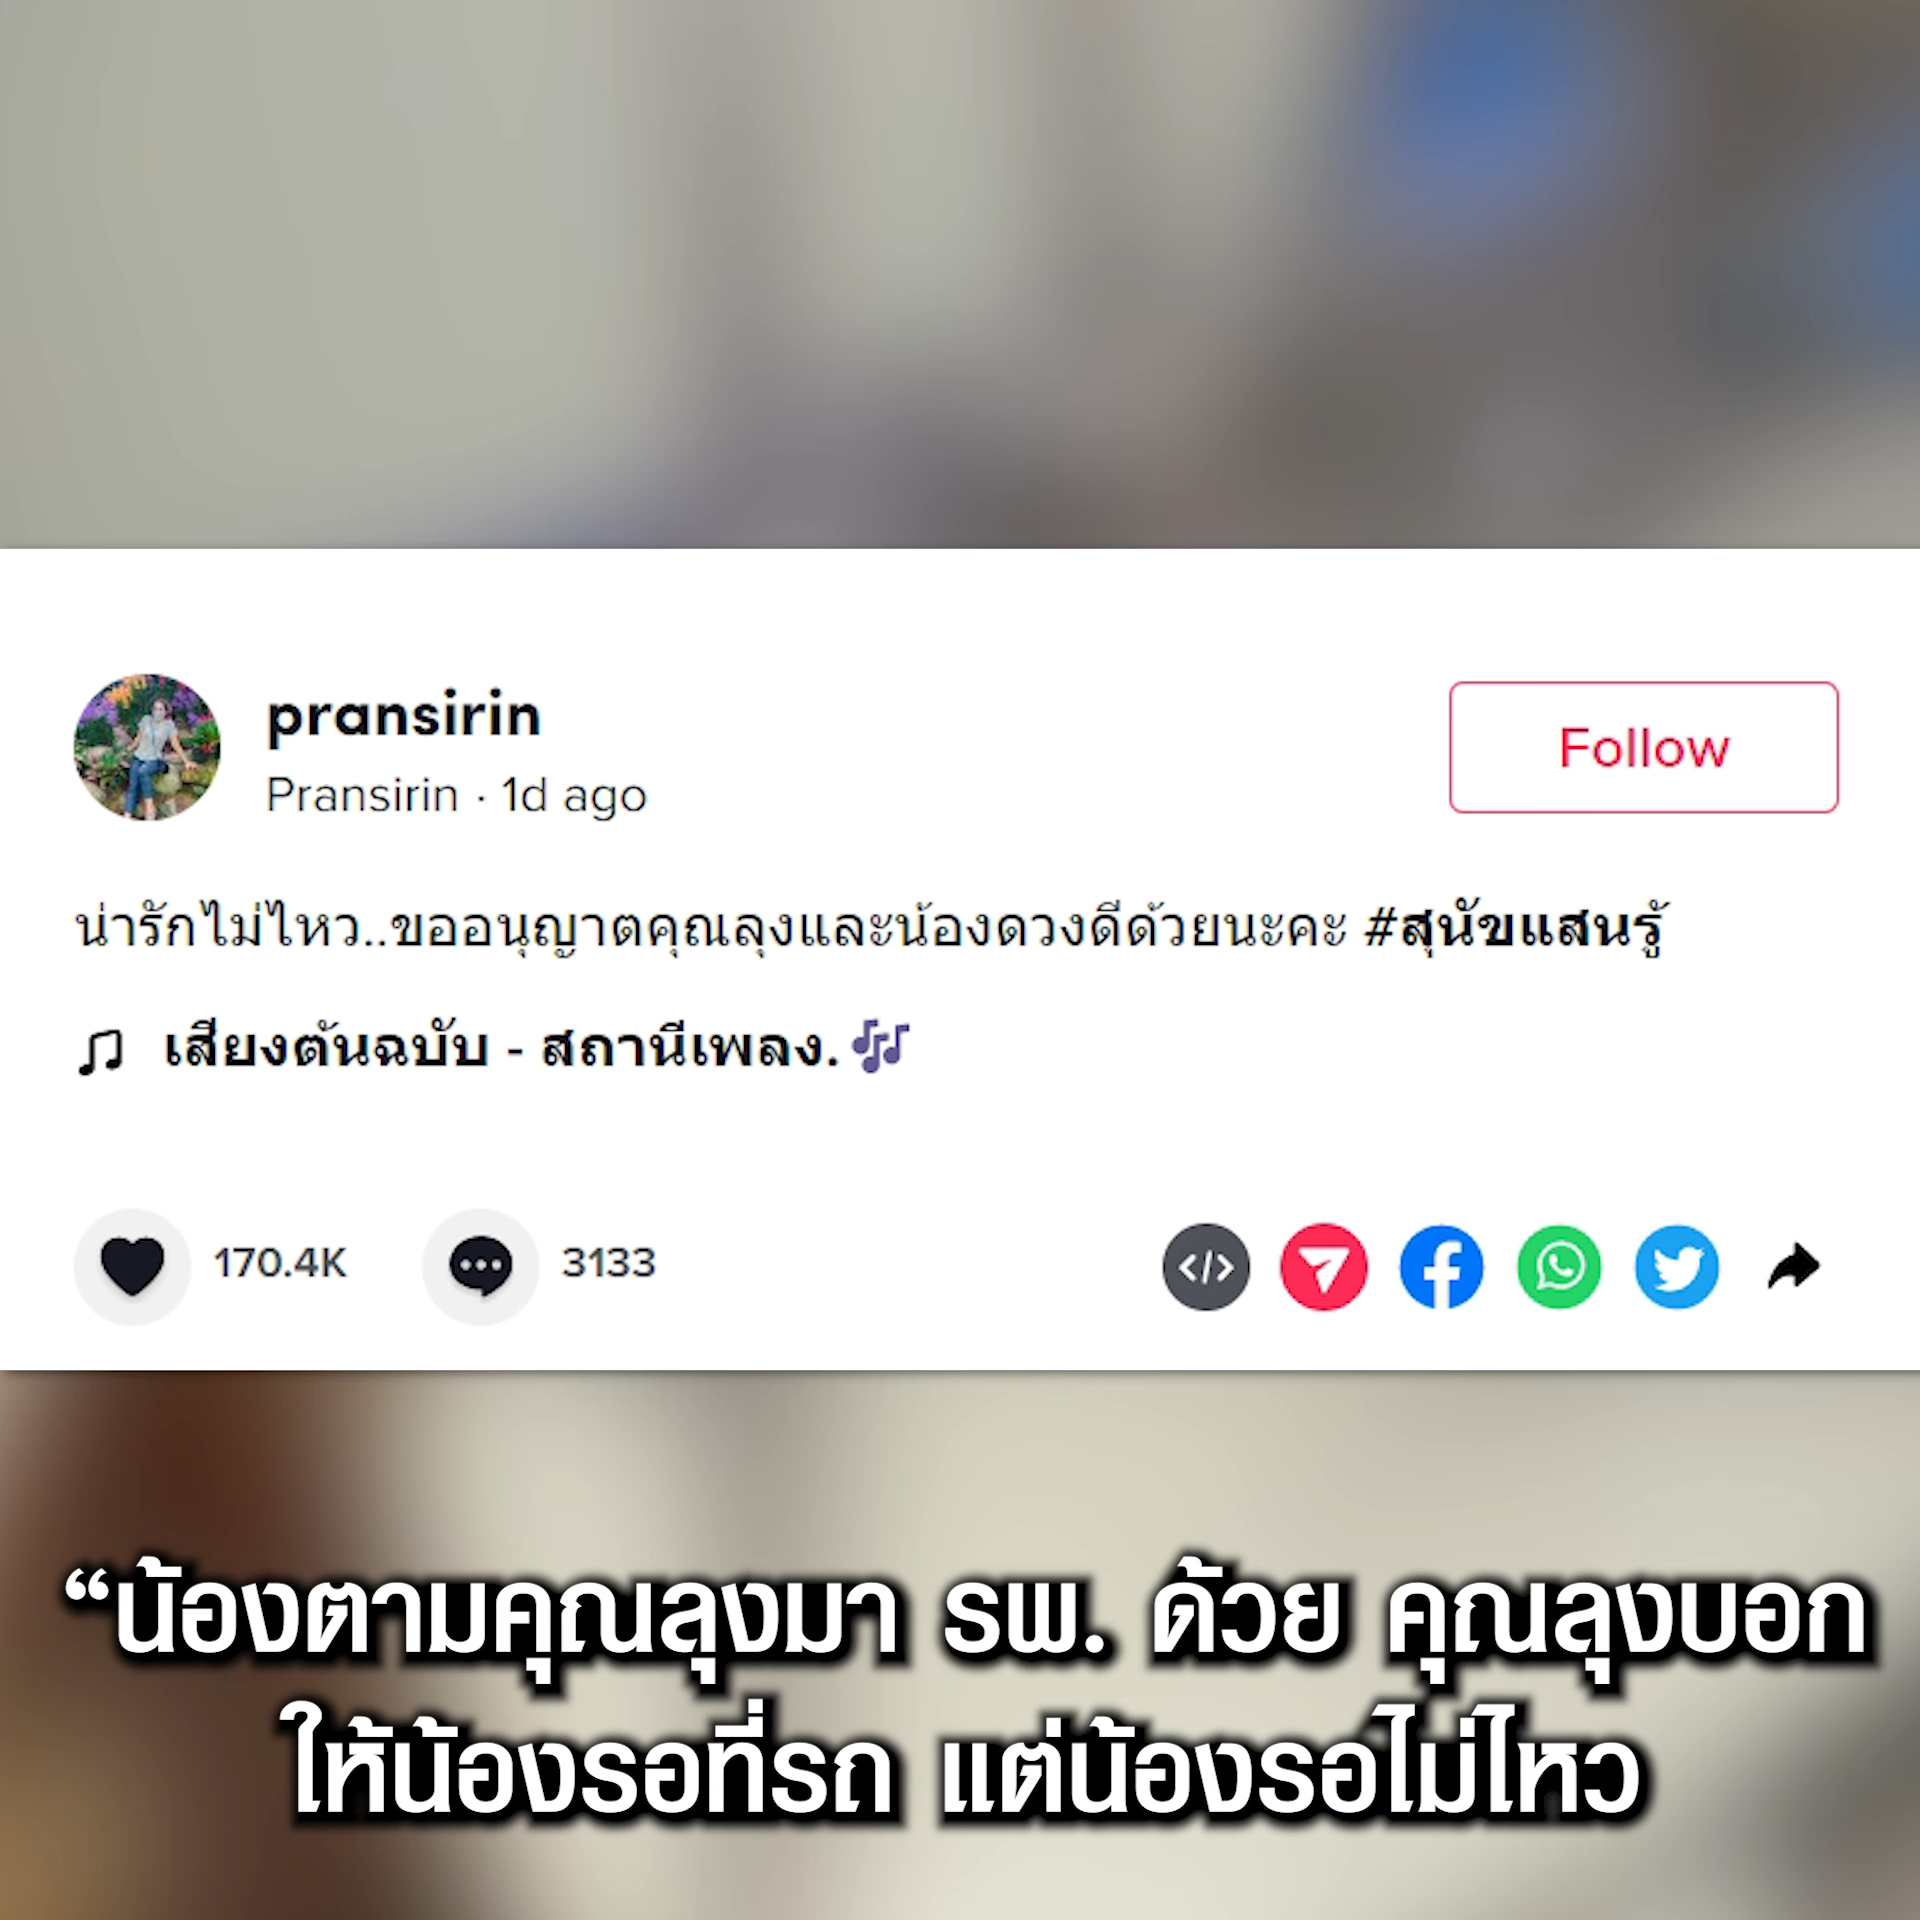 pransirin
Pransirin · 1d ago
Follow
น่ารักไม่ไหว..ขออนุญาตคุณลุงและน้องดวงดีด้วยนะคะ #สุนัขแสนรู้
เสียงต้นฉบับ - สถานีเพลง.🎶
170.4K
3133
“น้องตามคุณลุงมา รพ. ด้วย คุณลุงบอก
ให้น้องรอที่รถ แต่น้องรอไม่ไหว